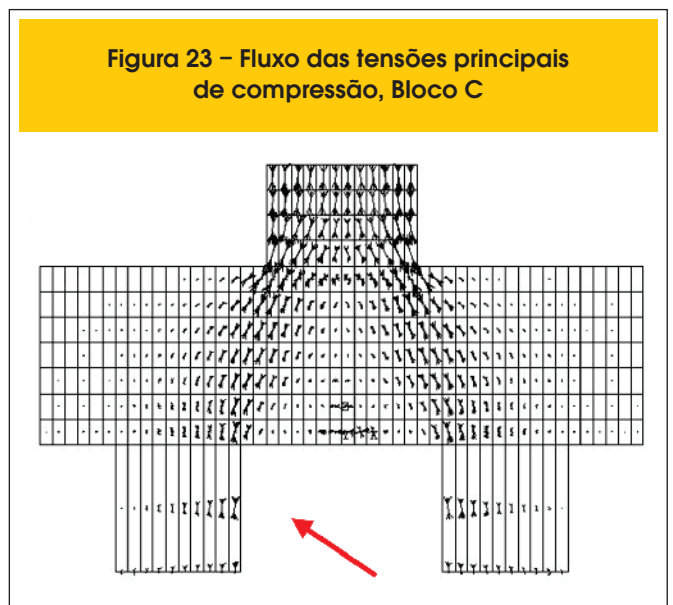 Figura 23 – Fluxo das tensões principais
de compressão, Bloco C